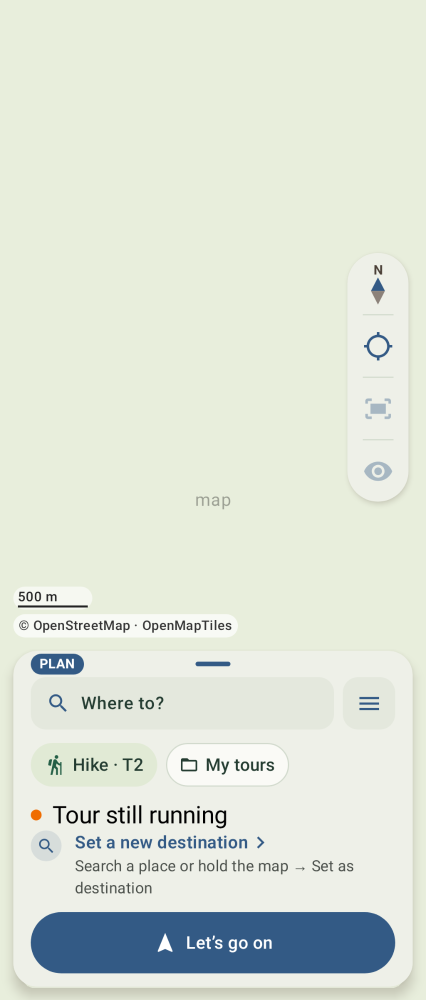 N
map
500 m
© OpenStreetMap · OpenMapTiles
PLAN
Where to?
Hike · T2
My tours
Tour still running
Set a new destination
Search a place or hold the map → Set as
destination
Let’s go on